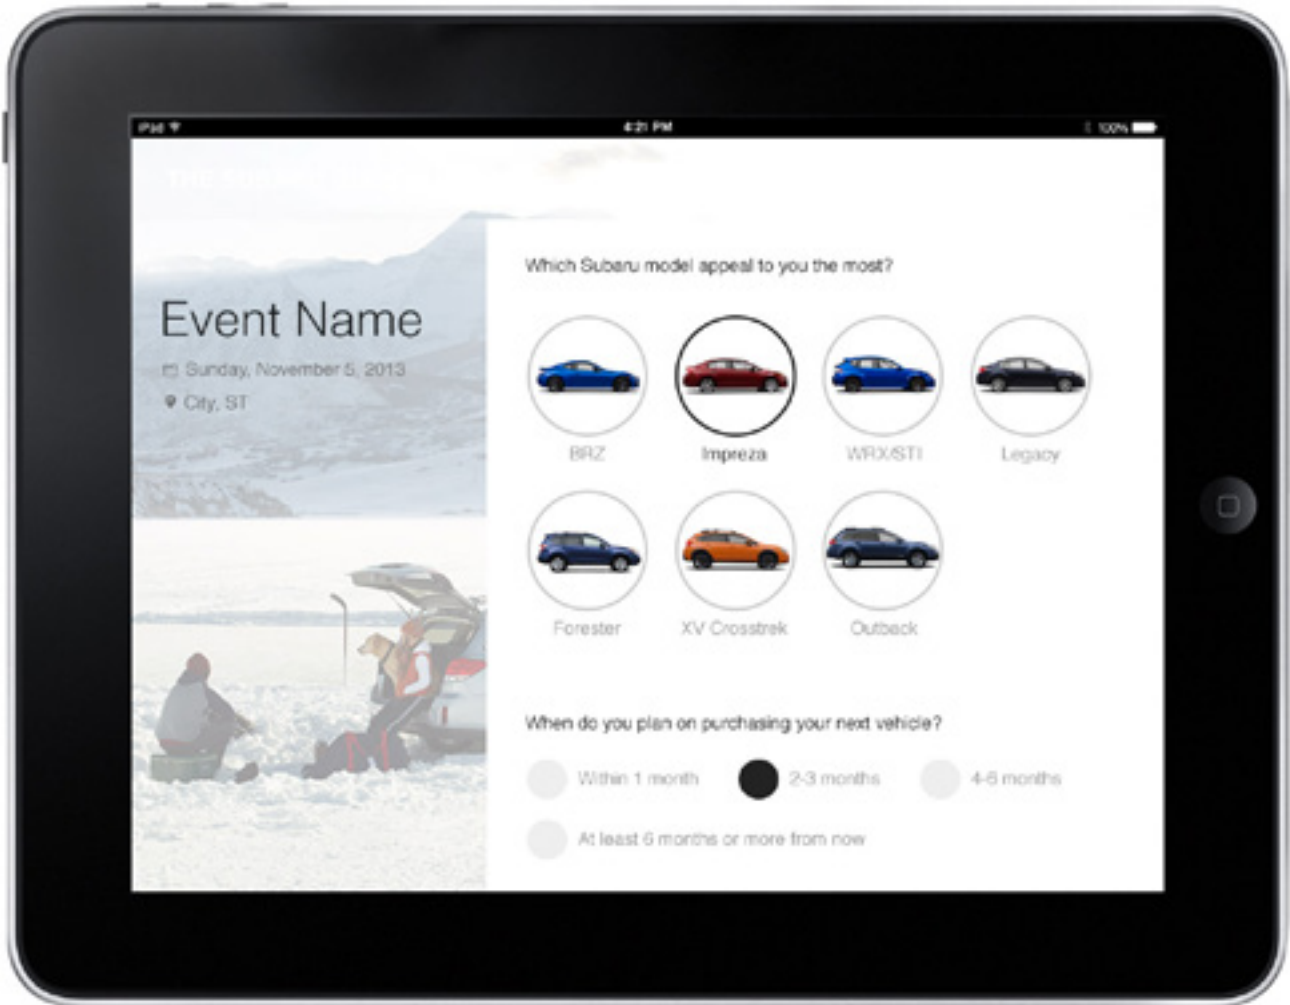 iPad
4:21 PM
100%
Event Name
Sunday, November 5, 2013
City, ST
Which Subaru model appeal to you the most?
BRZ
Impreza
WRX/STI
Legacy
Forester
XV Crosstrek
Outback
When do you plan on purchasing your next vehicle?
Within 1 month
2-3 months
4-6 months
At least 6 months or more from now